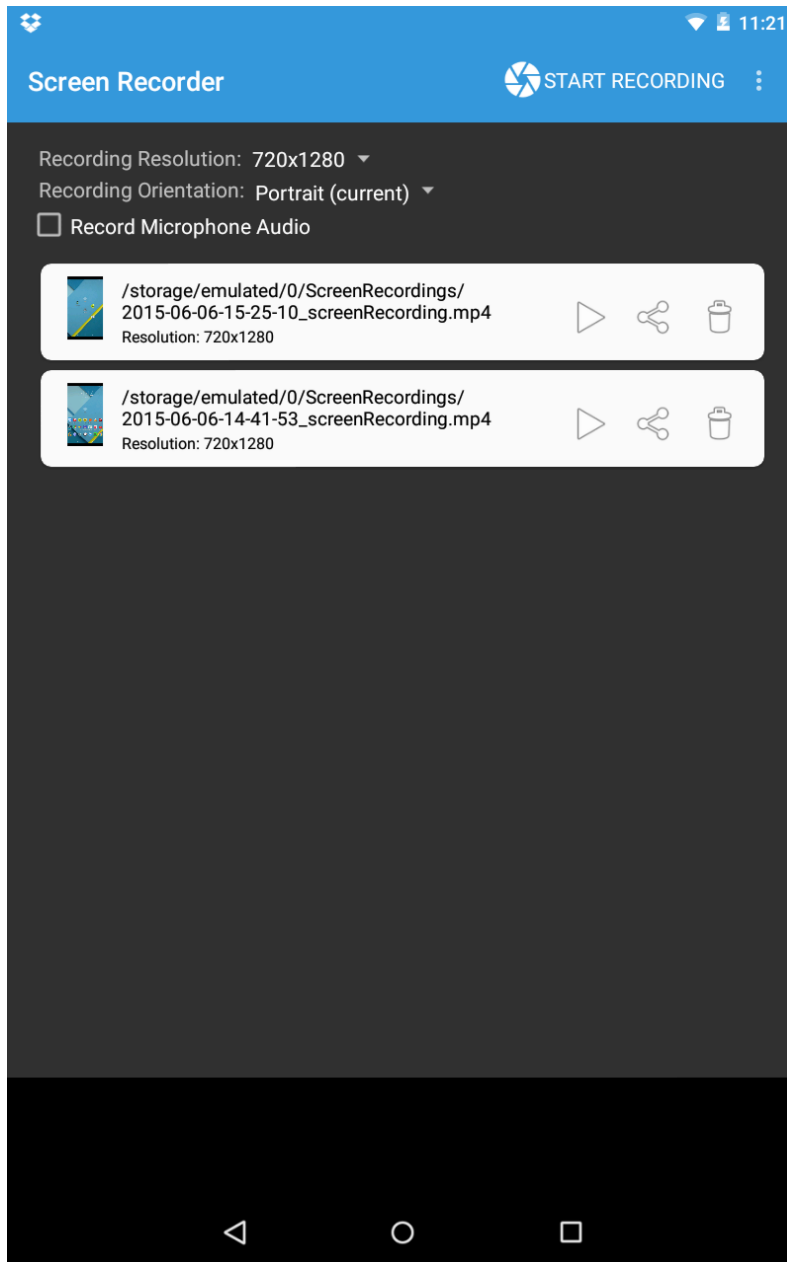 11:21
Screen Recorder
START RECORDING
Recording Resolution: 720x1280
Recording Orientation: Portrait (current)
Record Microphone Audio
/storage/emulated/0/ScreenRecordings/
2015-06-06-15-25-10_screenRecording.mp4
Resolution: 720x1280
/storage/emulated/0/ScreenRecordings/
2015-06-06-14-41-53_screenRecording.mp4
Resolution: 720x1280